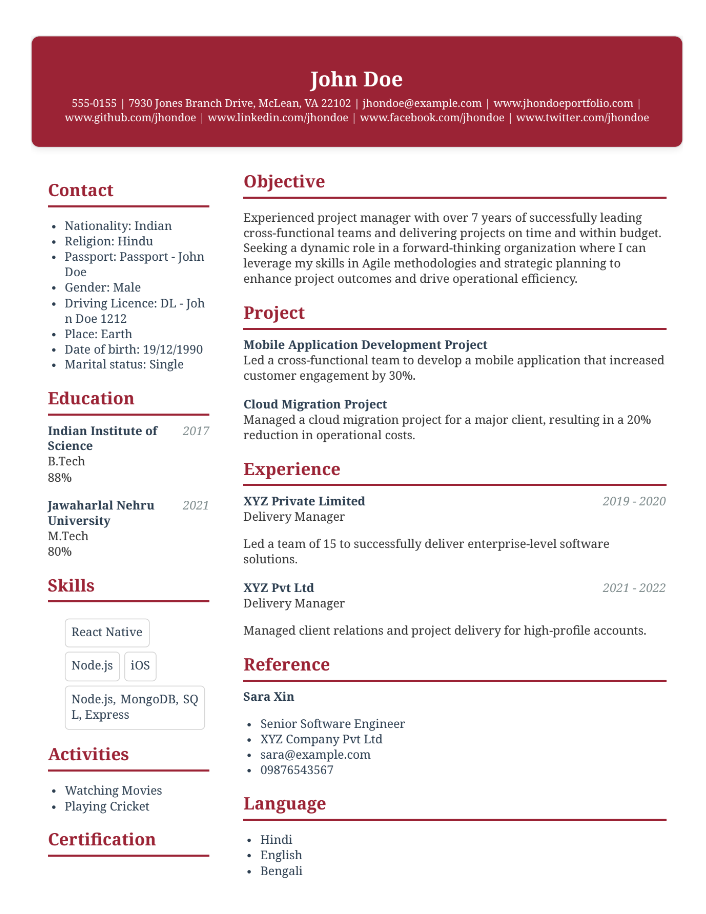 John Doe
555-0155 | 7930 Jones Branch Drive, McLean, VA 22102 | jhondoe@example.com | www.jhondoeportfolio.com |
www.github.com/jhondoe | www.linkedin.com/jhondoe | www.facebook.com/jhondoe | www.twitter.com/jhondoe
Contact
• Nationality: Indian
• Religion: Hindu
• Passport: Passport - John
Doe
• Gender: Male
• Driving Licence: DL - Joh
n Doe 1212
• Place: Earth
• Date of birth: 19/12/1990
• Marital status: Single
Education
Indian Institute of 2017
Science
B.Tech
88%
Jawaharlal Nehru 2021
University
M.Tech
80%
Skills
React Native
Node.js iOS
Node.js, MongoDB, SQ
L, Express
Activities
• Watching Movies
• Playing Cricket
Certification
Objective
Experienced project manager with over 7 years of successfully leading
cross-functional teams and delivering projects on time and within budget.
Seeking a dynamic role in a forward-thinking organization where I can
leverage my skills in Agile methodologies and strategic planning to
enhance project outcomes and drive operational efficiency.
Project
Mobile Application Development Project
Led a cross-functional team to develop a mobile application that increased
customer engagement by 30%.
Cloud Migration Project
Managed a cloud migration project for a major client, resulting in a 20%
reduction in operational costs.
Experience
XYZ Private Limited 2019 - 2020
Delivery Manager
Led a team of 15 to successfully deliver enterprise-level software
solutions.
XYZ Pvt Ltd 2021 - 2022
Delivery Manager
Managed client relations and project delivery for high-profile accounts.
Reference
Sara Xin
• Senior Software Engineer
• XYZ Company Pvt Ltd
• sara@example.com
• 09876543567
Language
• Hindi
• English
• Bengali